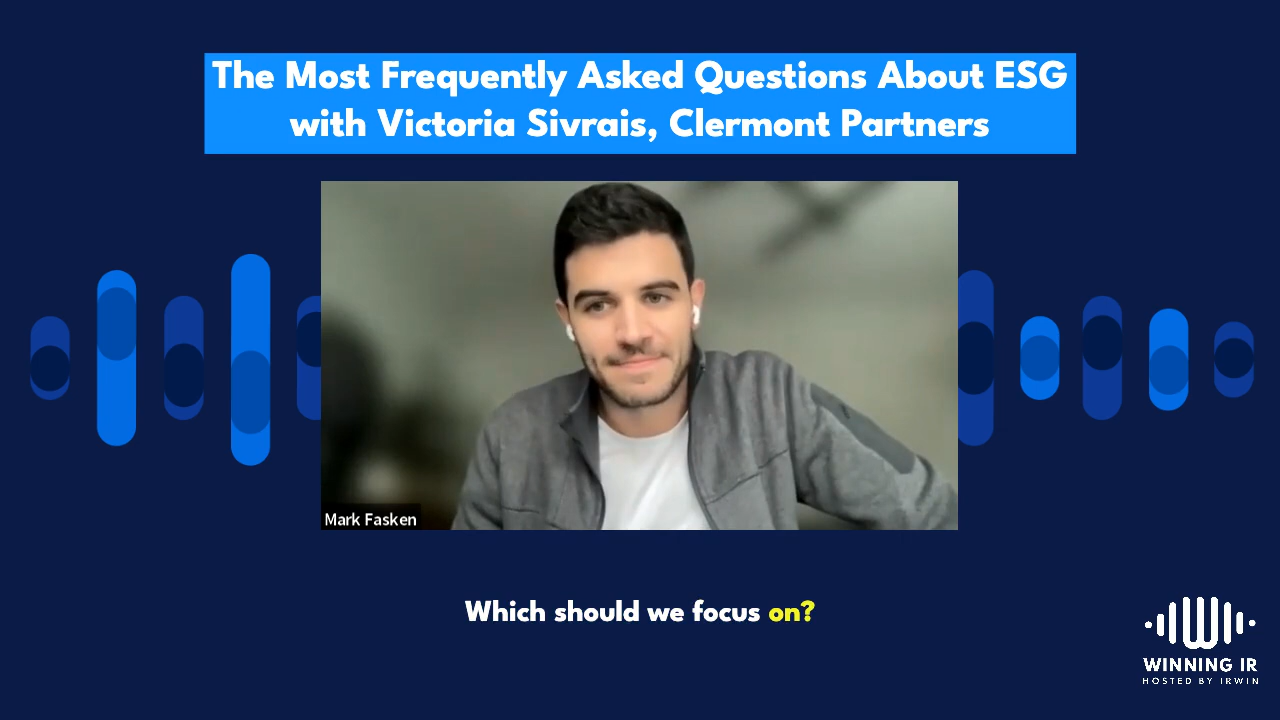 The Most Frequently Asked Questions About ESG
with Victoria Sivrais, Clermont Partners
Mark Fasken
Which should we focus on?
WINNING IR
HOSTED BY IRWIN